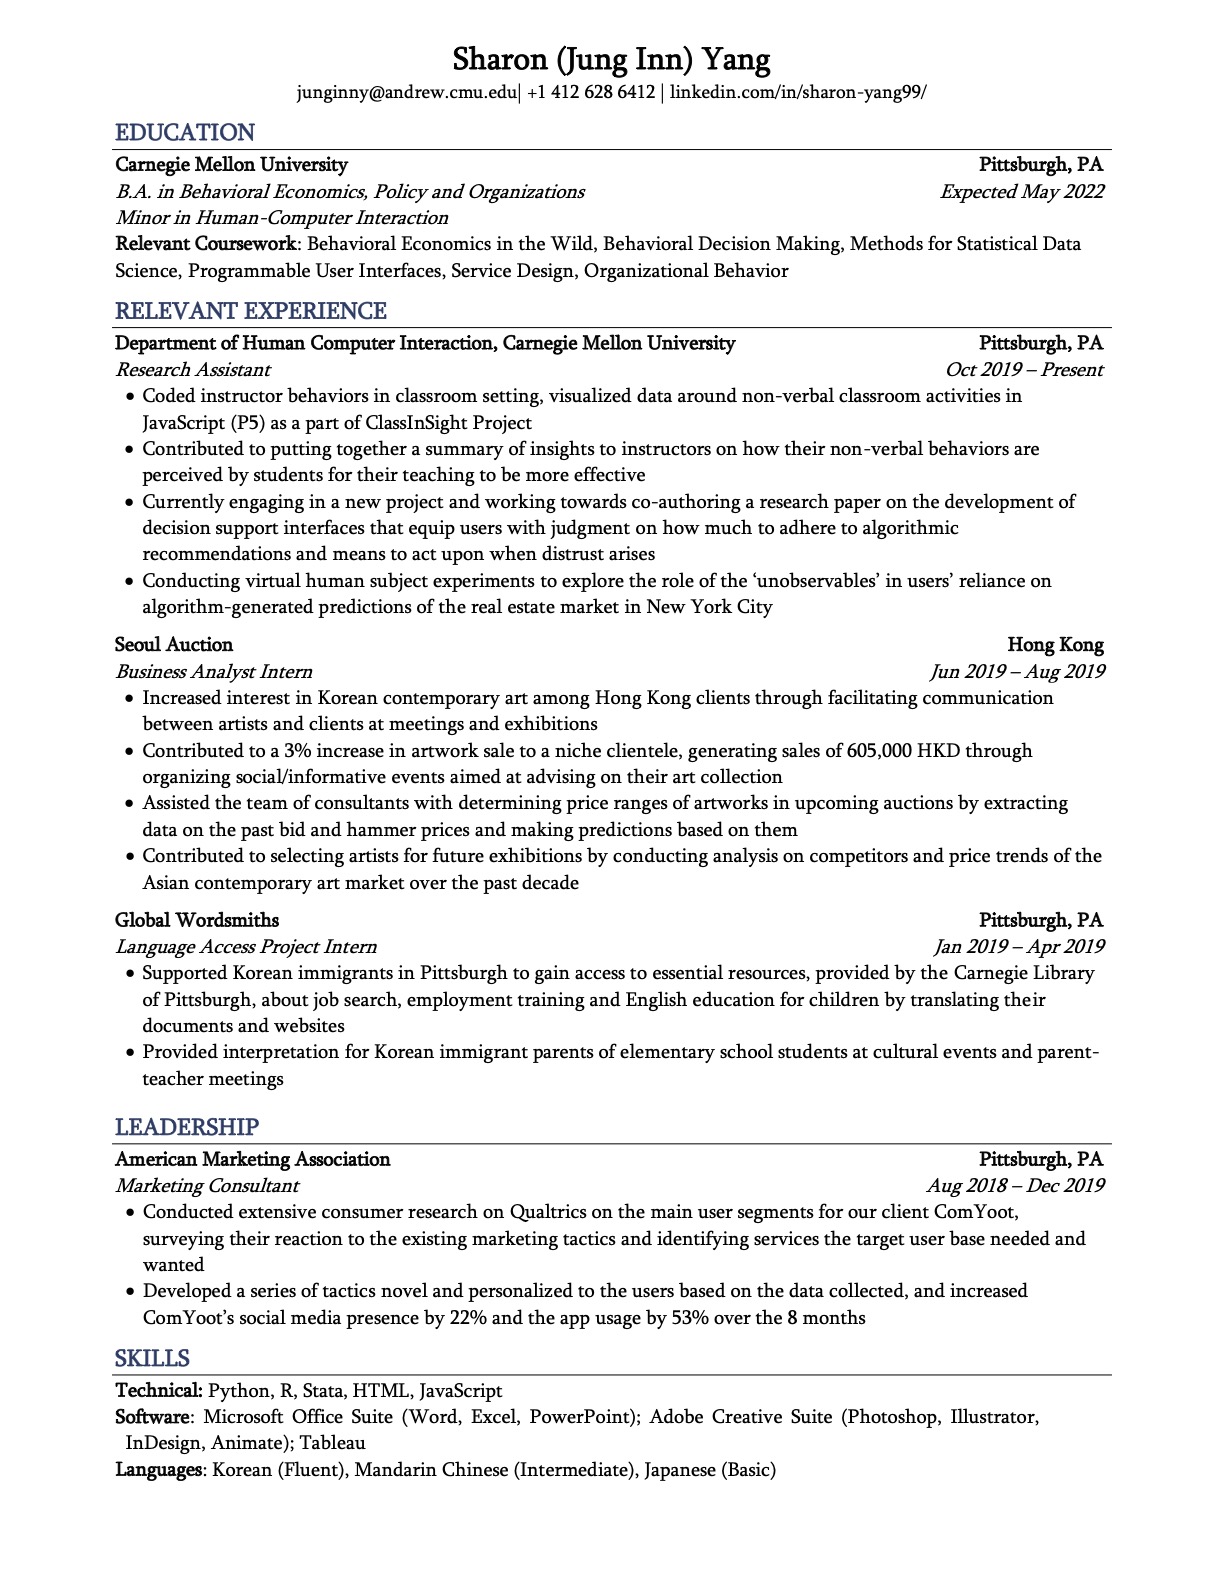 Sharon (Jung Inn) Yang
junginny@andrew.cmu.edu| +1 412 628 6412 | linkedin.com/in/sharon-yang99/
EDUCATION
Carnegie Mellon University Pittsburgh, PA
B.A. in Behavioral Economics, Policy and Organizations Expected May 2022
Minor in Human-Computer Interaction
Relevant Coursework: Behavioral Economics in the Wild, Behavioral Decision Making, Methods for Statistical Data
Science, Programmable User Interfaces, Service Design, Organizational Behavior
RELEVANT EXPERIENCE
Department of Human Computer Interaction, Carnegie Mellon University Pittsburgh, PA
Research Assistant Oct 2019 – Present
• Coded instructor behaviors in classroom setting, visualized data around non-verbal classroom activities in
JavaScript (P5) as a part of ClassInSight Project
• Contributed to putting together a summary of insights to instructors on how their non-verbal behaviors are
perceived by students for their teaching to be more effective
• Currently engaging in a new project and working towards co-authoring a research paper on the development of
decision support interfaces that equip users with judgment on how much to adhere to algorithmic
recommendations and means to act upon when distrust arises
• Conducting virtual human subject experiments to explore the role of the ‘unobservables’ in users’ reliance on
algorithm-generated predictions of the real estate market in New York City
Seoul Auction Hong Kong
Business Analyst Intern Jun 2019 – Aug 2019
• Increased interest in Korean contemporary art among Hong Kong clients through facilitating communication
between artists and clients at meetings and exhibitions
• Contributed to a 3% increase in artwork sale to a niche clientele, generating sales of 605,000 HKD through
organizing social/informative events aimed at advising on their art collection
• Assisted the team of consultants with determining price ranges of artworks in upcoming auctions by extracting
data on the past bid and hammer prices and making predictions based on them
• Contributed to selecting artists for future exhibitions by conducting analysis on competitors and price trends of the
Asian contemporary art market over the past decade
Global Wordsmiths Pittsburgh, PA
Language Access Project Intern Jan 2019 – Apr 2019
• Supported Korean immigrants in Pittsburgh to gain access to essential resources, provided by the Carnegie Library
of Pittsburgh, about job search, employment training and English education for children by translating their
documents and websites
• Provided interpretation for Korean immigrant parents of elementary school students at cultural events and parent-
teacher meetings
LEADERSHIP
American Marketing Association Pittsburgh, PA
Marketing Consultant Aug 2018 – Dec 2019
• Conducted extensive consumer research on Qualtrics on the main user segments for our client ComYoot,
surveying their reaction to the existing marketing tactics and identifying services the target user base needed and
wanted
• Developed a series of tactics novel and personalized to the users based on the data collected, and increased
ComYoot’s social media presence by 22% and the app usage by 53% over the 8 months
SKILLS
Technical: Python, R, Stata, HTML, JavaScript
Software: Microsoft Office Suite (Word, Excel, PowerPoint); Adobe Creative Suite (Photoshop, Illustrator,
InDesign, Animate); Tableau
Languages: Korean (Fluent), Mandarin Chinese (Intermediate), Japanese (Basic)